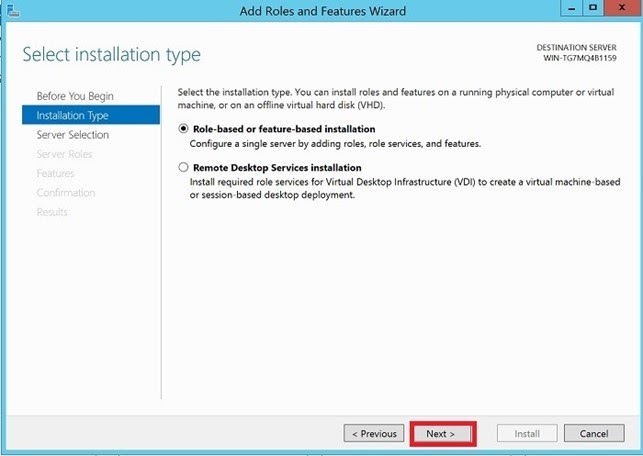 Add Roles and Features Wizard
Select installation type
DESTINATION SERVER
WIN-TG7MQ4B1159
Before You Begin
Installation Type
Server Selection
Server Roles
Features
Confirmation
Results
Select the installation type. You can install roles and features on a running physical computer or virtual
machine, or on an offline virtual hard disk (VHD).
Role-based or feature-based installation
Configure a single server by adding roles, role services, and features.
Remote Desktop Services installation
Install required role services for Virtual Desktop Infrastructure (VDI) to create a virtual machine-based
or session-based desktop deployment.
< Previous
Next >
Install
Cancel